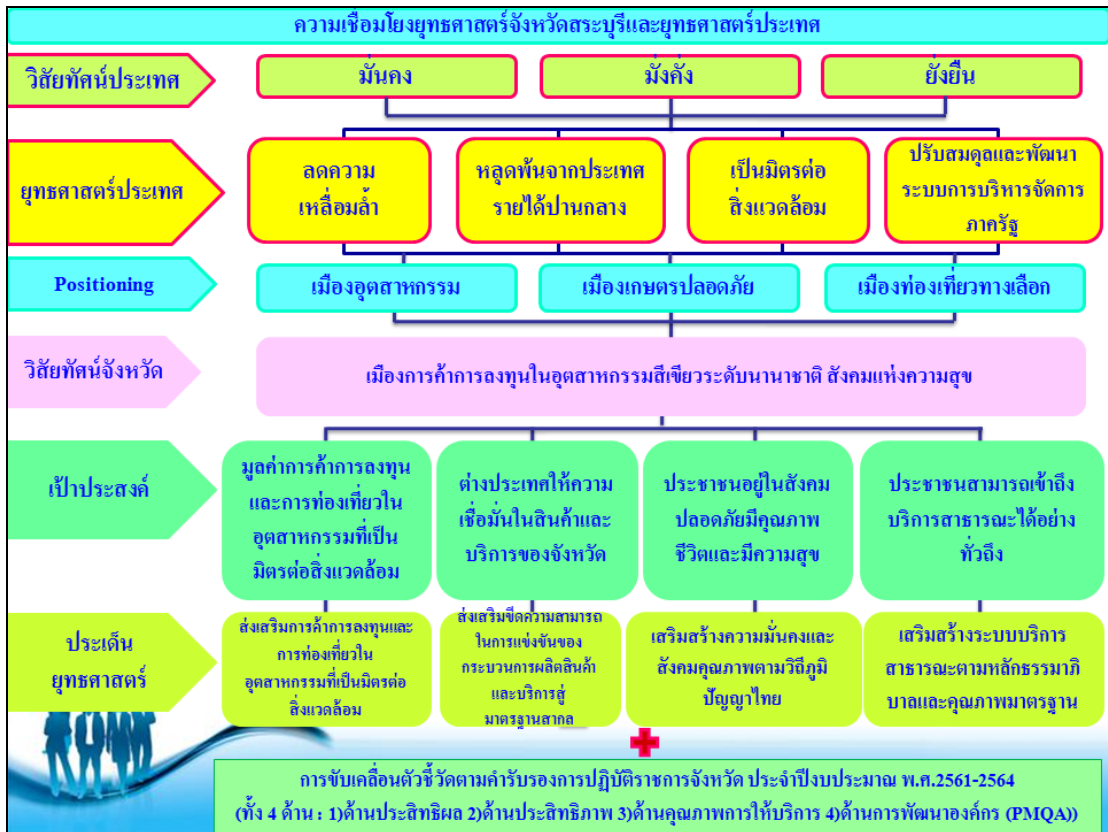 ความเชื่อมโยงยุทธศาสตร์จังหวัดสระบุรีและยุทธศาสตร์ประเทศ
วิสัยทัศน์ประเทศ
มั่นคง
มั่งคั่ง
ยั่งยืน
ยุทธศาสตร์ประเทศ
ลดความ
เหลื่อมล้ำ
หลุดพ้นจากประเทศ
รายได้ปานกลาง
เป็นมิตรต่อ
สิ่งแวดล้อม
ปรับสมดุลและพัฒนา
ระบบการบริหารจัดการ
ภาครัฐ
Positioning
เมืองอุตสาหกรรม
เมืองเกษตรปลอดภัย
เมืองท่องเที่ยวทางเลือก
วิสัยทัศน์จังหวัด
เมืองการค้าการลงทุนในอุตสาหกรรมสีเขียวระดับนานาชาติ สังคมแห่งความสุข
เป้าประสงค์
มูลค่าการค้าการลงทุน
และการท่องเที่ยวใน
อุตสาหกรรมที่เป็น
มิตรต่อสิ่งแวดล้อม
ต่างประเทศให้ความ
เชื่อมั่นในสินค้าและ
บริการของจังหวัด
ประชาชนอยู่ในสังคม
ปลอดภัยมีคุณภาพ
ชีวิตและมีความสุข
ประชาชนสามารถเข้าถึง
บริการสาธารณะได้อย่าง
ทั่วถึง
ประเด็น
ยุทธศาสตร์
ส่งเสริมการค้าการลงทุนและ
การท่องเที่ยวใน
อุตสาหกรรมที่เป็นมิตรต่อ
สิ่งแวดล้อม
ส่งเสริมขีดความสามารถ
ในการแข่งขันของ
กระบวนการผลิตสินค้า
และบริการสู่
มาตรฐานสากล
เสริมสร้างความมั่นคงและ
สังคมคุณภาพตามวิถีภูมิ
ปัญญาไทย
เสริมสร้างระบบบริการ
สาธารณะตามหลักธรรมาภิ
บาลและคุณภาพมาตรฐาน
การขับเคลื่อนตัวชี้วัดตามคำรับรองการปฏิบัติราชการจังหวัด ประจำปีงบประมาณ พ.ศ.2561-2564
(ทั้ง 4 ด้าน : 1)ด้านประสิทธิผล 2)ด้านประสิทธิภาพ 3)ด้านคุณภาพการให้บริการ 4)ด้านการพัฒนาองค์กร (PMQA))